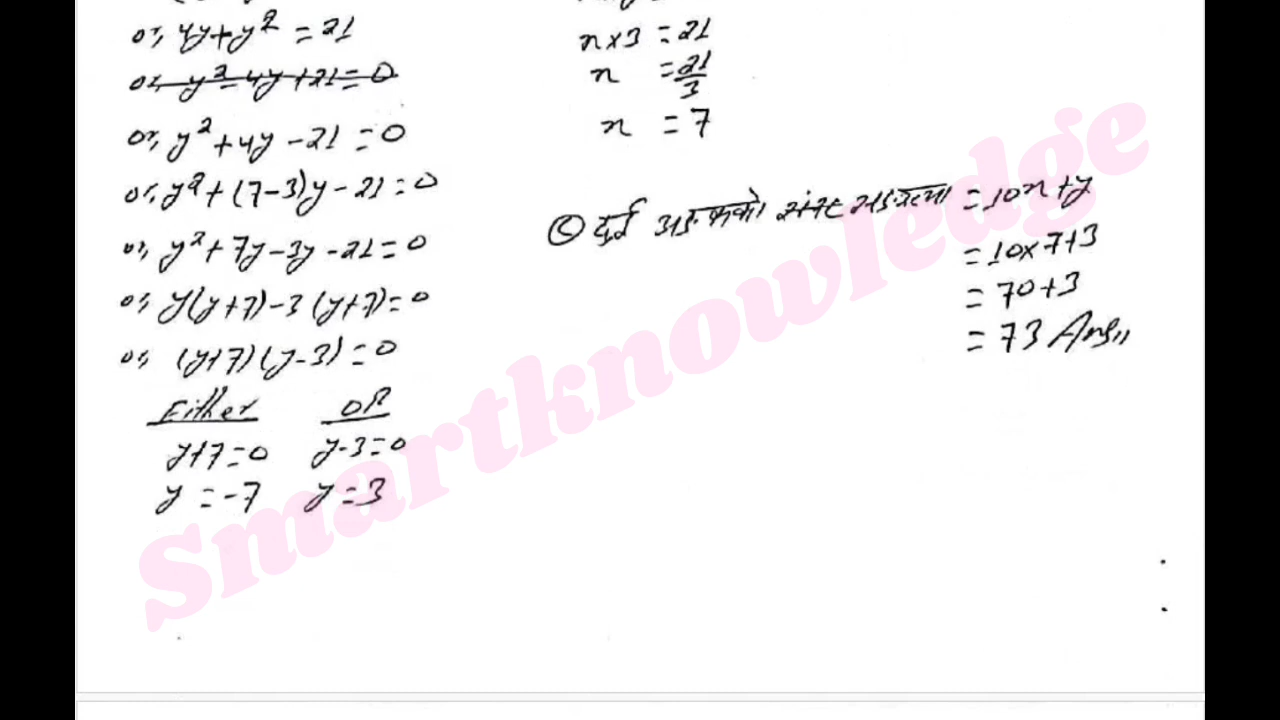 or, 4y+y² = 21
or, y²-4y+21=0
or, y²+4y-21=0
or, y²+(7-3)y-21=0
or, y²+7y-3y-21=0
or, y(y+7)-3(y+7)=0
or, (y+7)(y-3)=0
Either OR
y+7=0 y-3=0
y=-7 y=3
x×3 =21
x =21/3
x =7
© दुई अङ्कको =10x+y
=10×7+3
=70+3
=73 Ans,,
Smartknowledge